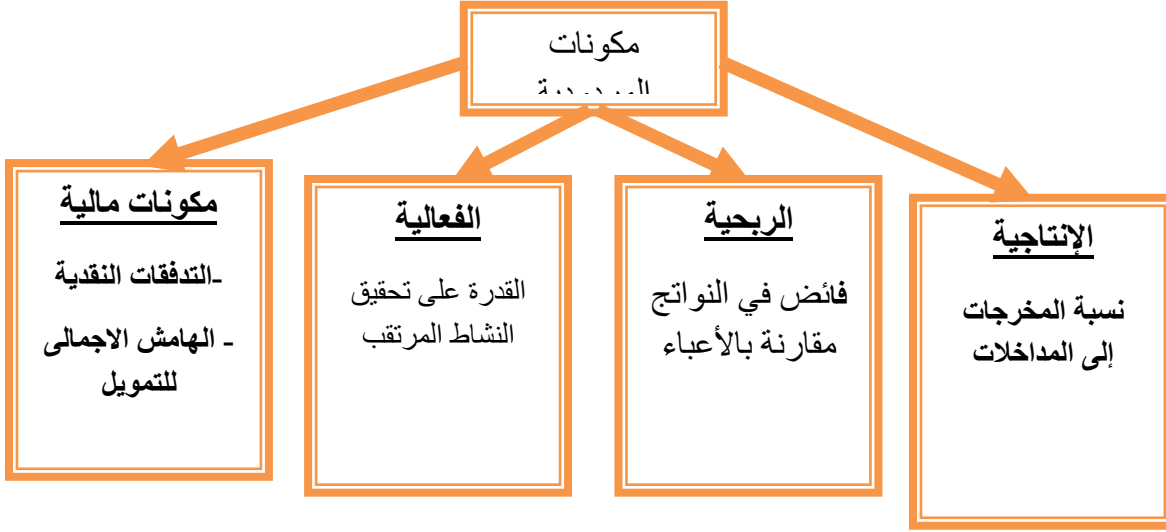 مكونات
المردودية
الإنتاجية
نسبة المخرجات
إلى المداخلات
الربحية
فائض في النواتج
مقارنة بالأعباء
الفعالية
القدرة على تحقيق
النشاط المرتقب
مكونات مالية
-التدفقات النقدية
- الهامش الاجمالى
للتمويل